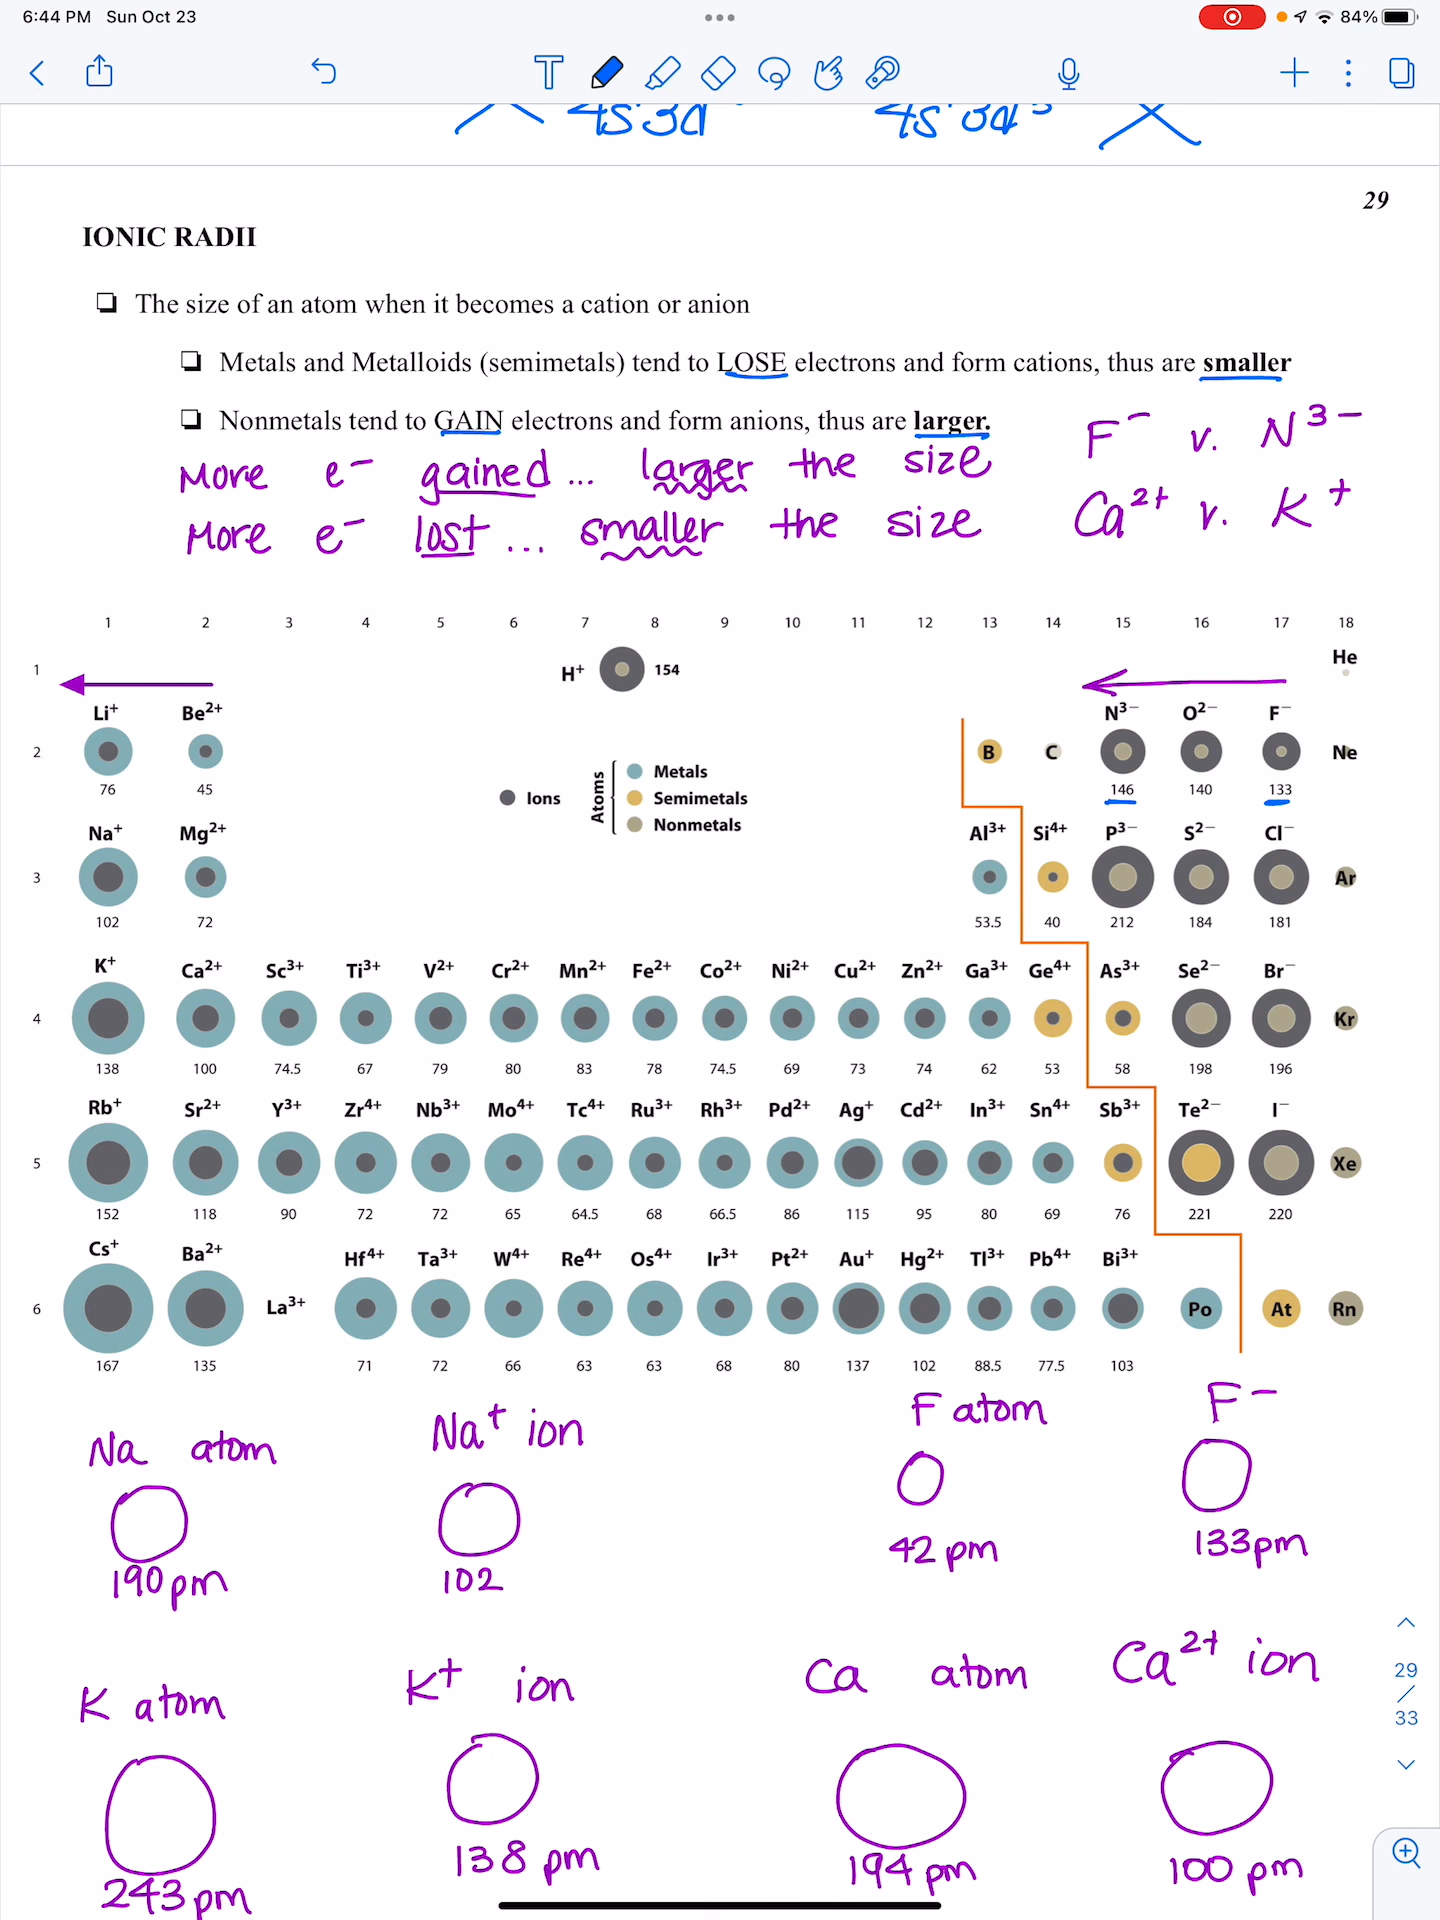 6:44 PM Sun Oct 23
84%
4s 3d 4s 3d⁵
29
IONIC RADII
The size of an atom when it becomes a cation or anion
Metals and Metalloids (semimetals) tend to LOSE electrons and form cations, thus are smaller
Nonmetals tend to GAIN electrons and form anions, thus are larger.
More e⁻ gained ... larger the size
F⁻ v. N³⁻
More e⁻ lost ... smaller the size
Ca²⁺ v. K⁺
1 2 3 4 5 6 7 8 9 10 11 12 13 14 15 16 17 18
1 H⁺ 154 He
Li⁺ Be²⁺ N³⁻ O²⁻ F⁻
2 B C Ne
76 45 146 140 133
Ions
Atoms
Metals
Semimetals
Nonmetals
Na⁺ Mg²⁺ Al³⁺ Si⁴⁺ P³⁻ S²⁻ Cl⁻
3 Ar
102 72 53.5 40 212 184 181
K⁺ Ca²⁺ Sc³⁺ Ti³⁺ V²⁺ Cr²⁺ Mn²⁺ Fe²⁺ Co²⁺ Ni²⁺ Cu²⁺ Zn²⁺ Ga³⁺ Ge⁴⁺ As³⁺ Se²⁻ Br⁻
4 Kr
138 100 74.5 67 79 80 83 78 74.5 69 73 74 62 53 58 198 196
Rb⁺ Sr²⁺ Y³⁺ Zr⁴⁺ Nb³⁺ Mo⁴⁺ Tc⁴⁺ Ru³⁺ Rh³⁺ Pd²⁺ Ag⁺ Cd²⁺ In³⁺ Sn⁴⁺ Sb³⁺ Te²⁻ I⁻
5 Xe
152 118 90 72 72 65 64.5 68 66.5 86 115 95 80 69 76 221 220
Cs⁺ Ba²⁺ Hf⁴⁺ Ta³⁺ W⁴⁺ Re⁴⁺ Os⁴⁺ Ir³⁺ Pt²⁺ Au⁺ Hg²⁺ Tl³⁺ Pb⁴⁺ Bi³⁺
6 La³⁺ Po At Rn
167 135 71 72 66 63 63 68 80 137 102 88.5 77.5 103
Na atom Na⁺ ion F atom F⁻
190 pm 102 42 pm 133 pm
K atom K⁺ ion Ca atom Ca²⁺ ion
29
/
33
243 pm 138 pm 194 pm 100 pm